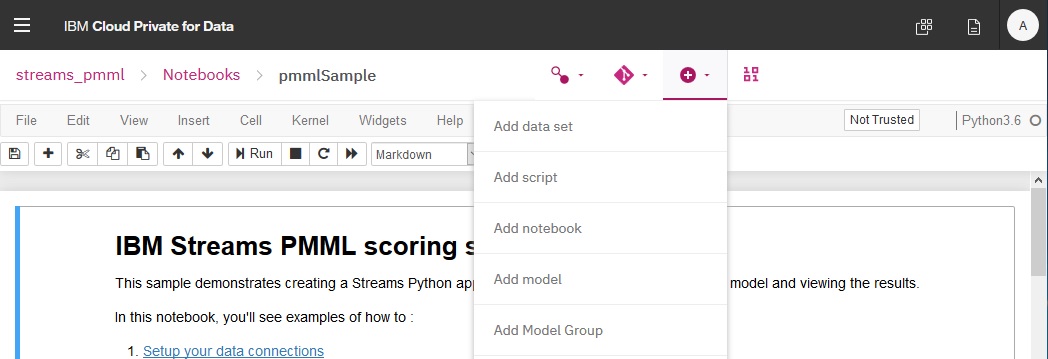 IBM Cloud Private for Data
A
streams_pmml > Notebooks > pmmlSample
File Edit View Insert Cell Kernel Widgets Help
Not Trusted
Python3.6
Run
Markdown
Add data set
Add script
Add notebook
Add model
Add Model Group
IBM Streams PMML scoring s
This sample demonstrates creating a Streams Python app model and viewing the results.
In this notebook, you'll see examples of how to :
1. Setup your data connections